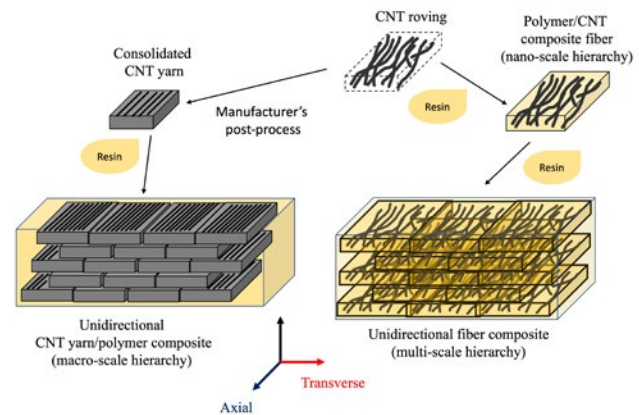 CNT roving
Polymer/CNT
composite fiber
(nano-scale hierarchy)
Consolidated
CNT yarn
Manufacturer's
post-process
Resin
Resin
Resin
Unidirectional
CNT yarn/polymer composite
(macro-scale hierarchy)
Unidirectional fiber composite
(multi-scale hierarchy)
Transverse
Axial